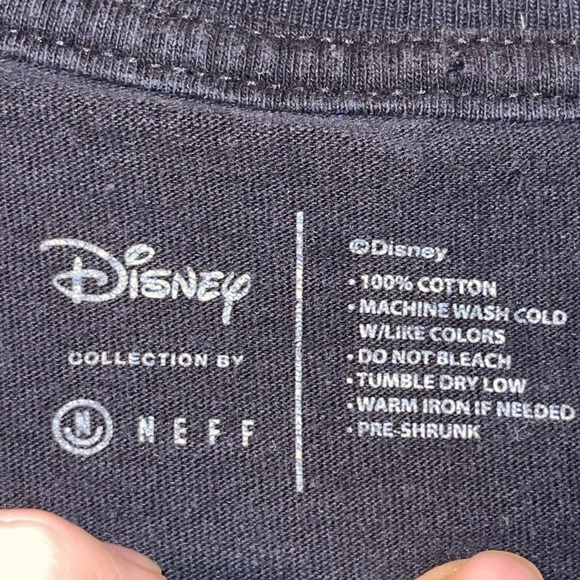 Disney
COLLECTION BY
N NEFF
©Disney
• 100% COTTON
• MACHINE WASH COLD
W/LIKE COLORS
• DO NOT BLEACH
• TUMBLE DRY LOW
• WARM IRON IF NEEDED
• PRE-SHRUNK